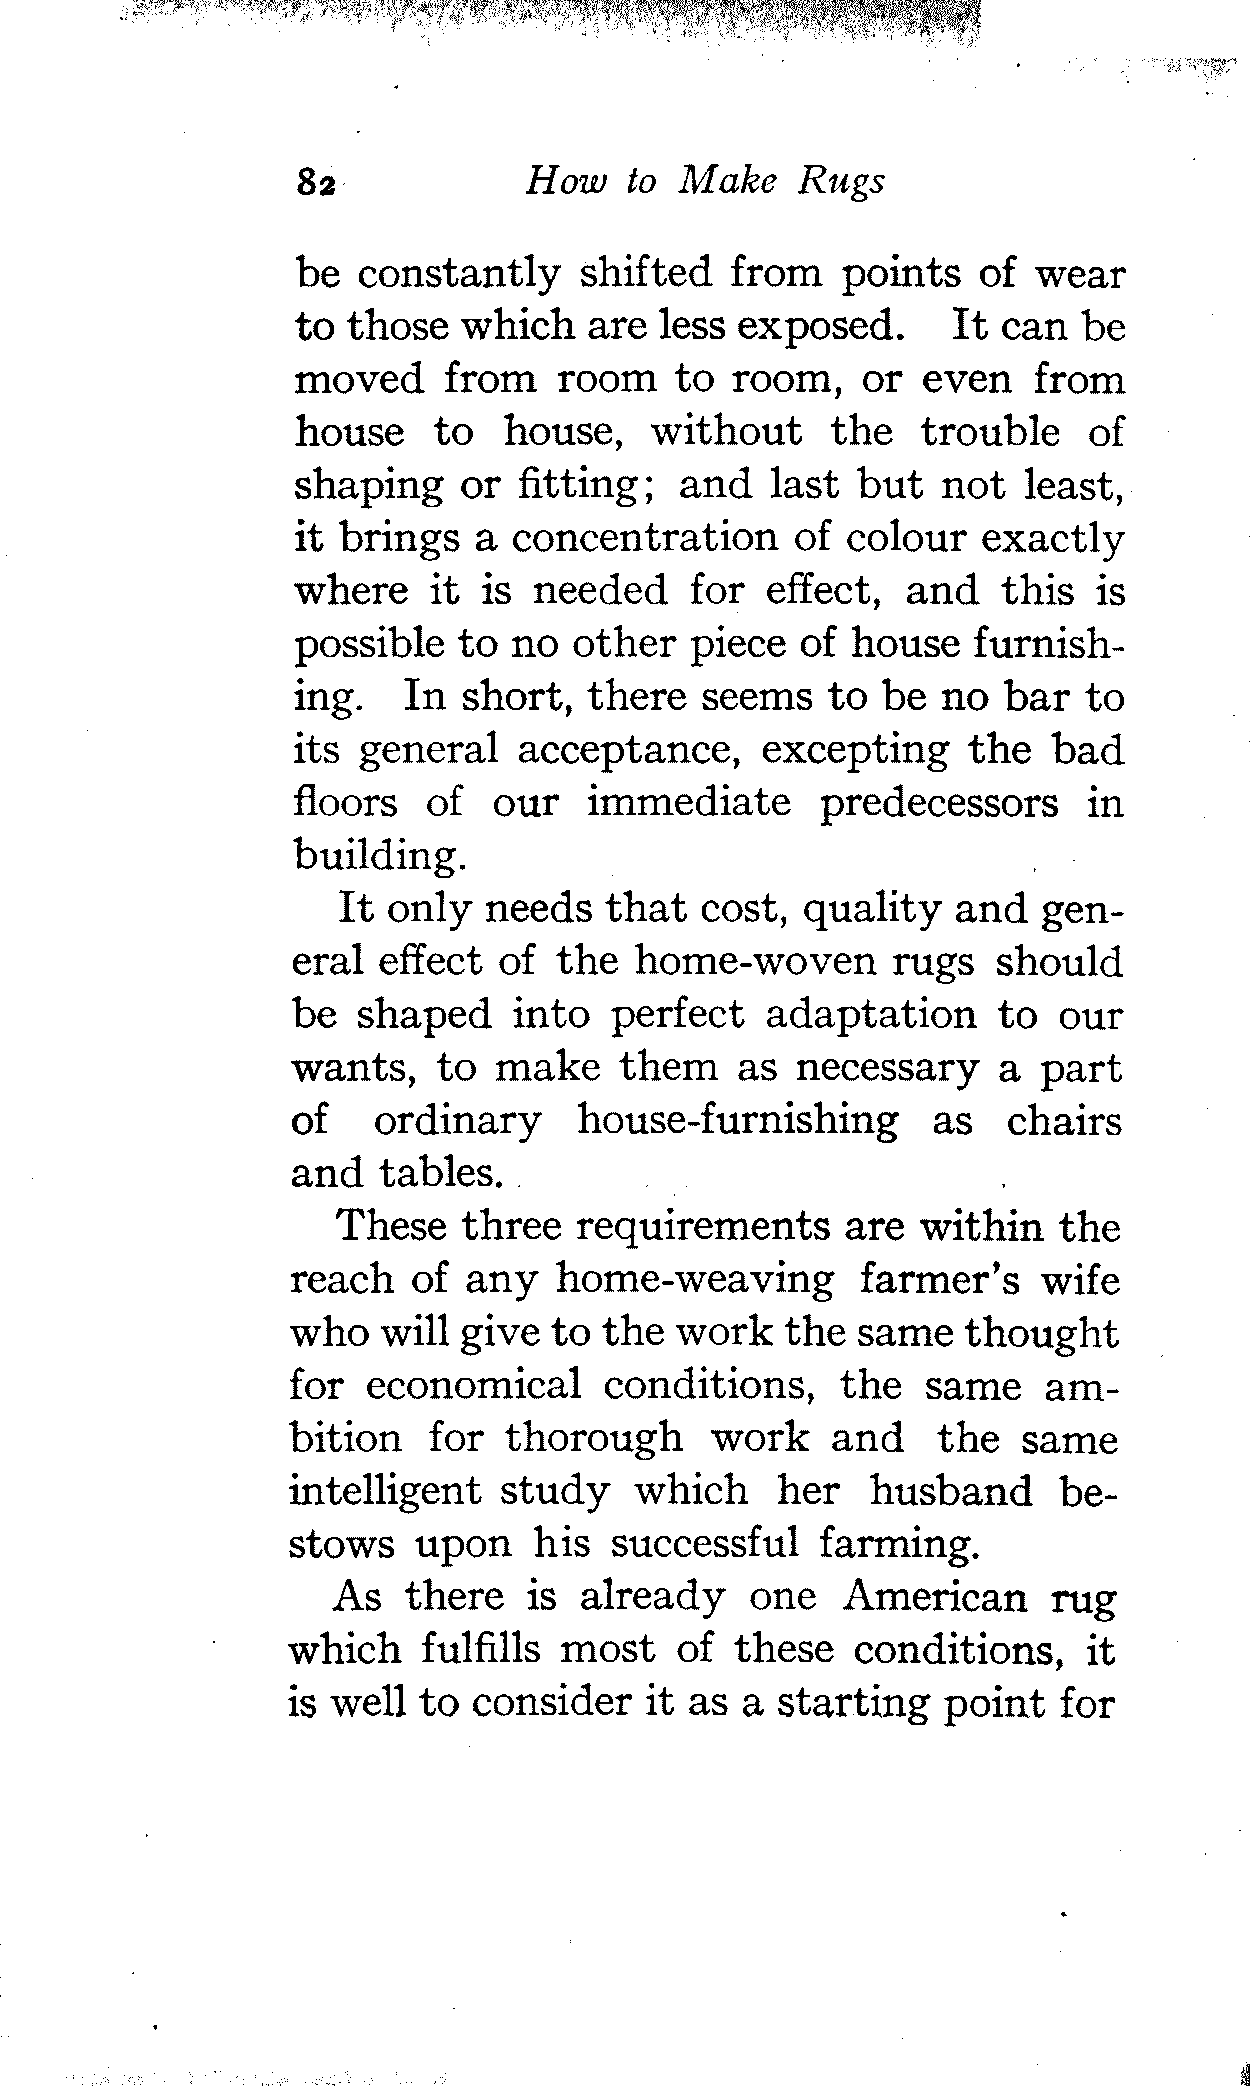 82 How to Make Rugs
be constantly shifted from points of wear
to those which are less exposed. It can be
moved from room to room, or even from
house to house, without the trouble of
shaping or fitting; and last but not least,
it brings a concentration of colour exactly
where it is needed for effect, and this is
possible to no other piece of house furnish-
ing. In short, there seems to be no bar to
its general acceptance, excepting the bad
floors of our immediate predecessors in
building.
It only needs that cost, quality and gen-
eral effect of the home-woven rugs should
be shaped into perfect adaptation to our
wants, to make them as necessary a part
of ordinary house-furnishing as chairs
and tables.
These three requirements are within the
reach of any home-weaving farmer's wife
who will give to the work the same thought
for economical conditions, the same am-
bition for thorough work and the same
intelligent study which her husband be-
stows upon his successful farming.
As there is already one American rug
which fulfills most of these conditions, it
is well to consider it as a starting point for